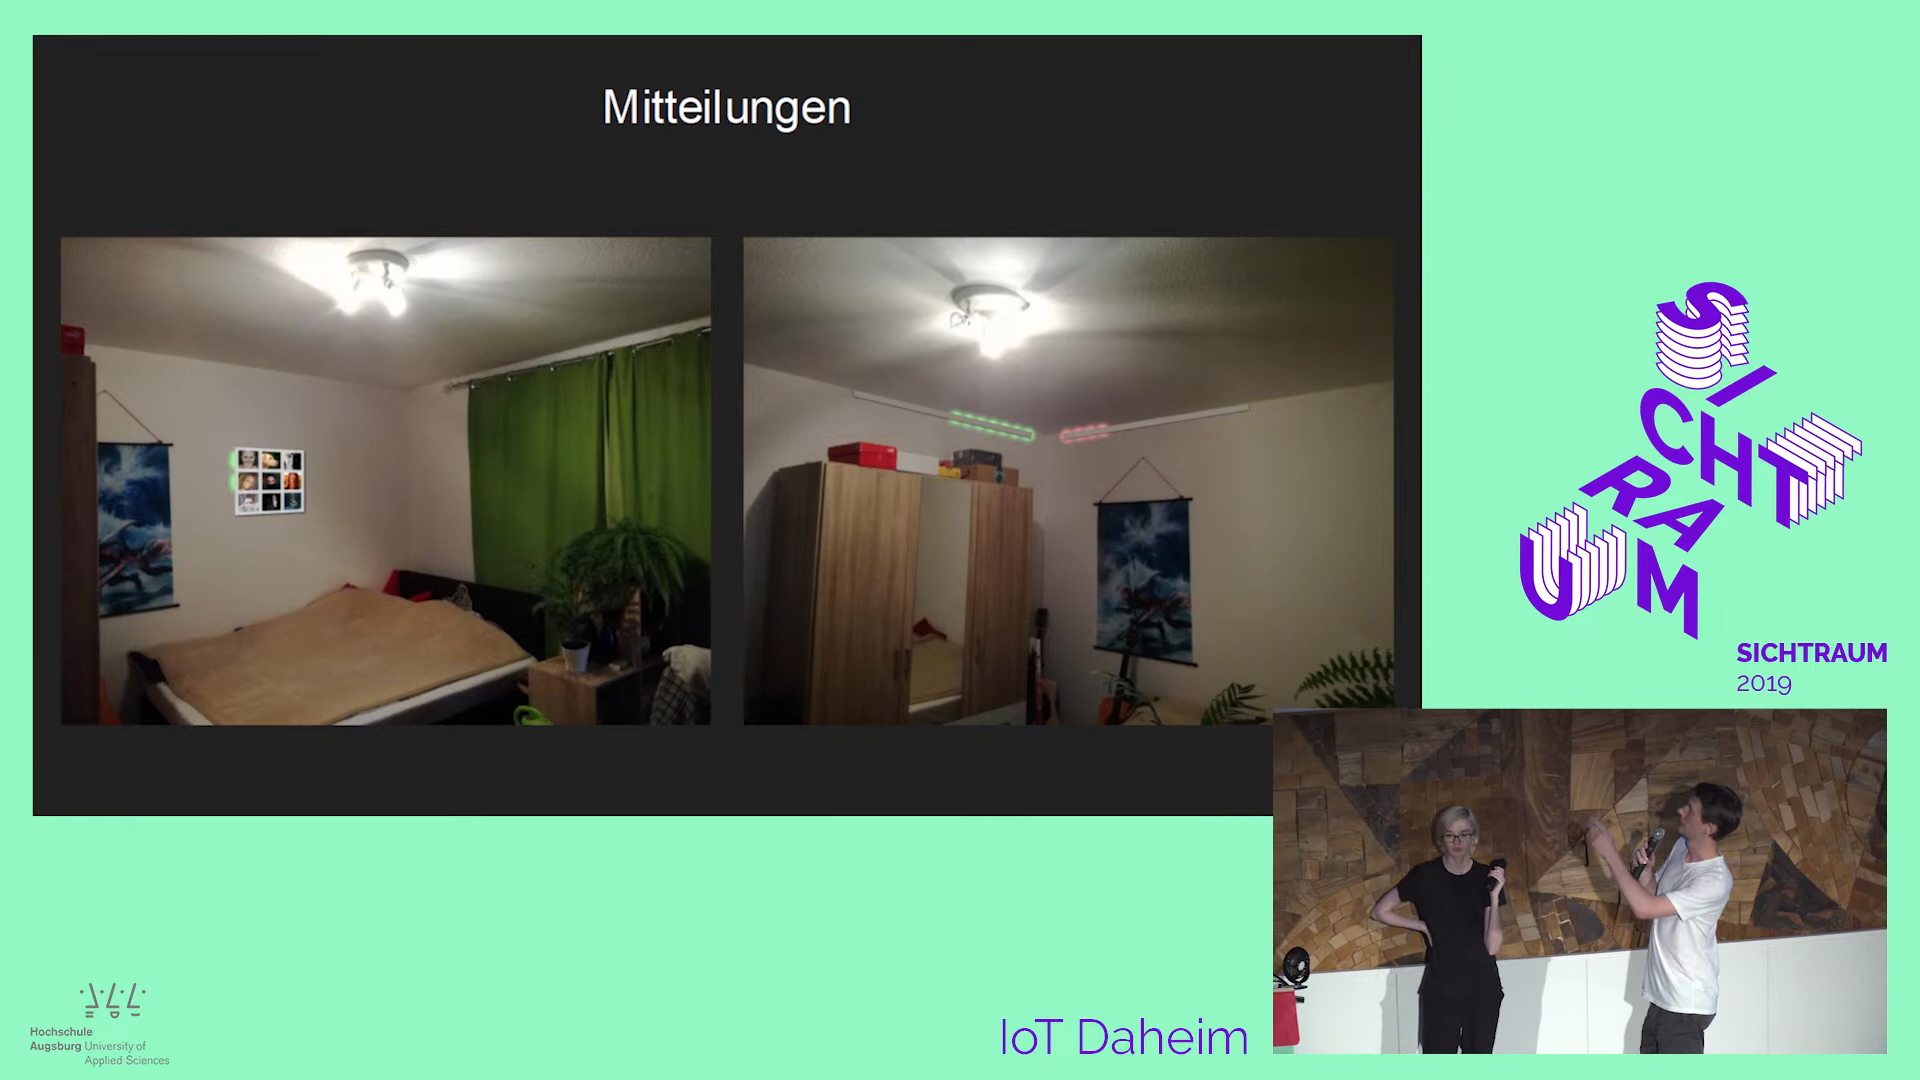 Mitteilungen
SICHTRAUM
SICHTRAUM
2019
IoT Daheim
Hochschule
Augsburg University of
Applied Sciences